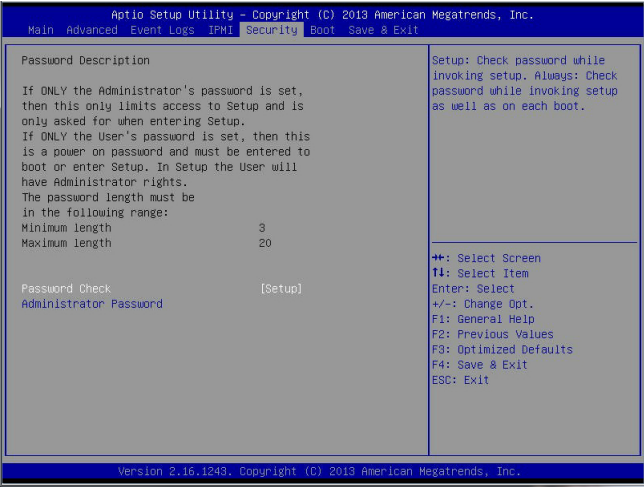 Aptio Setup Utility – Copyright (C) 2013 American Megatrends, Inc.
Main Advanced Event Logs IPMI Security Boot Save & Exit
Password Description
If ONLY the Administrator's password is set,
then this only limits access to Setup and is
only asked for when entering Setup.
If ONLY the User's password is set, then this
is a power on password and must be entered to
boot or enter Setup. In Setup the User will
have Administrator rights.
The password length must be
in the following range:
Minimum length 3
Maximum length 20
Password Check [Setup]
Administrator Password
Setup: Check password while
invoking setup. Always: Check
password while invoking setup
as well as on each boot.
→←: Select Screen
↑↓: Select Item
Enter: Select
+/-: Change Opt.
F1: General Help
F2: Previous Values
F3: Optimized Defaults
F4: Save & Exit
ESC: Exit
Version 2.16.1243. Copyright (C) 2013 American Megatrends, Inc.